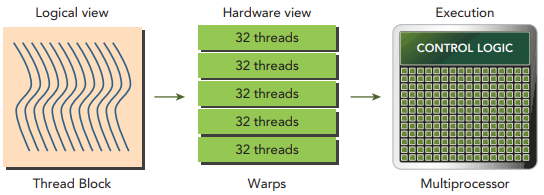 Logical view
Hardware view
Execution
32 threads
32 threads
32 threads
32 threads
32 threads
CONTROL LOGIC
Thread Block
Warps
Multiprocessor